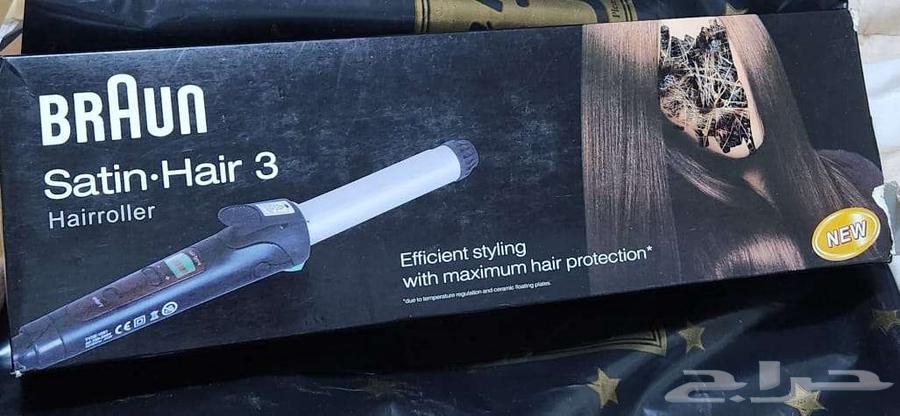 BRAUN
Satin·Hair 3
Hairroller
Efficient styling
with maximum hair protection*
*due to temperature regulation and ceramic floating plates.
NEW
حراج